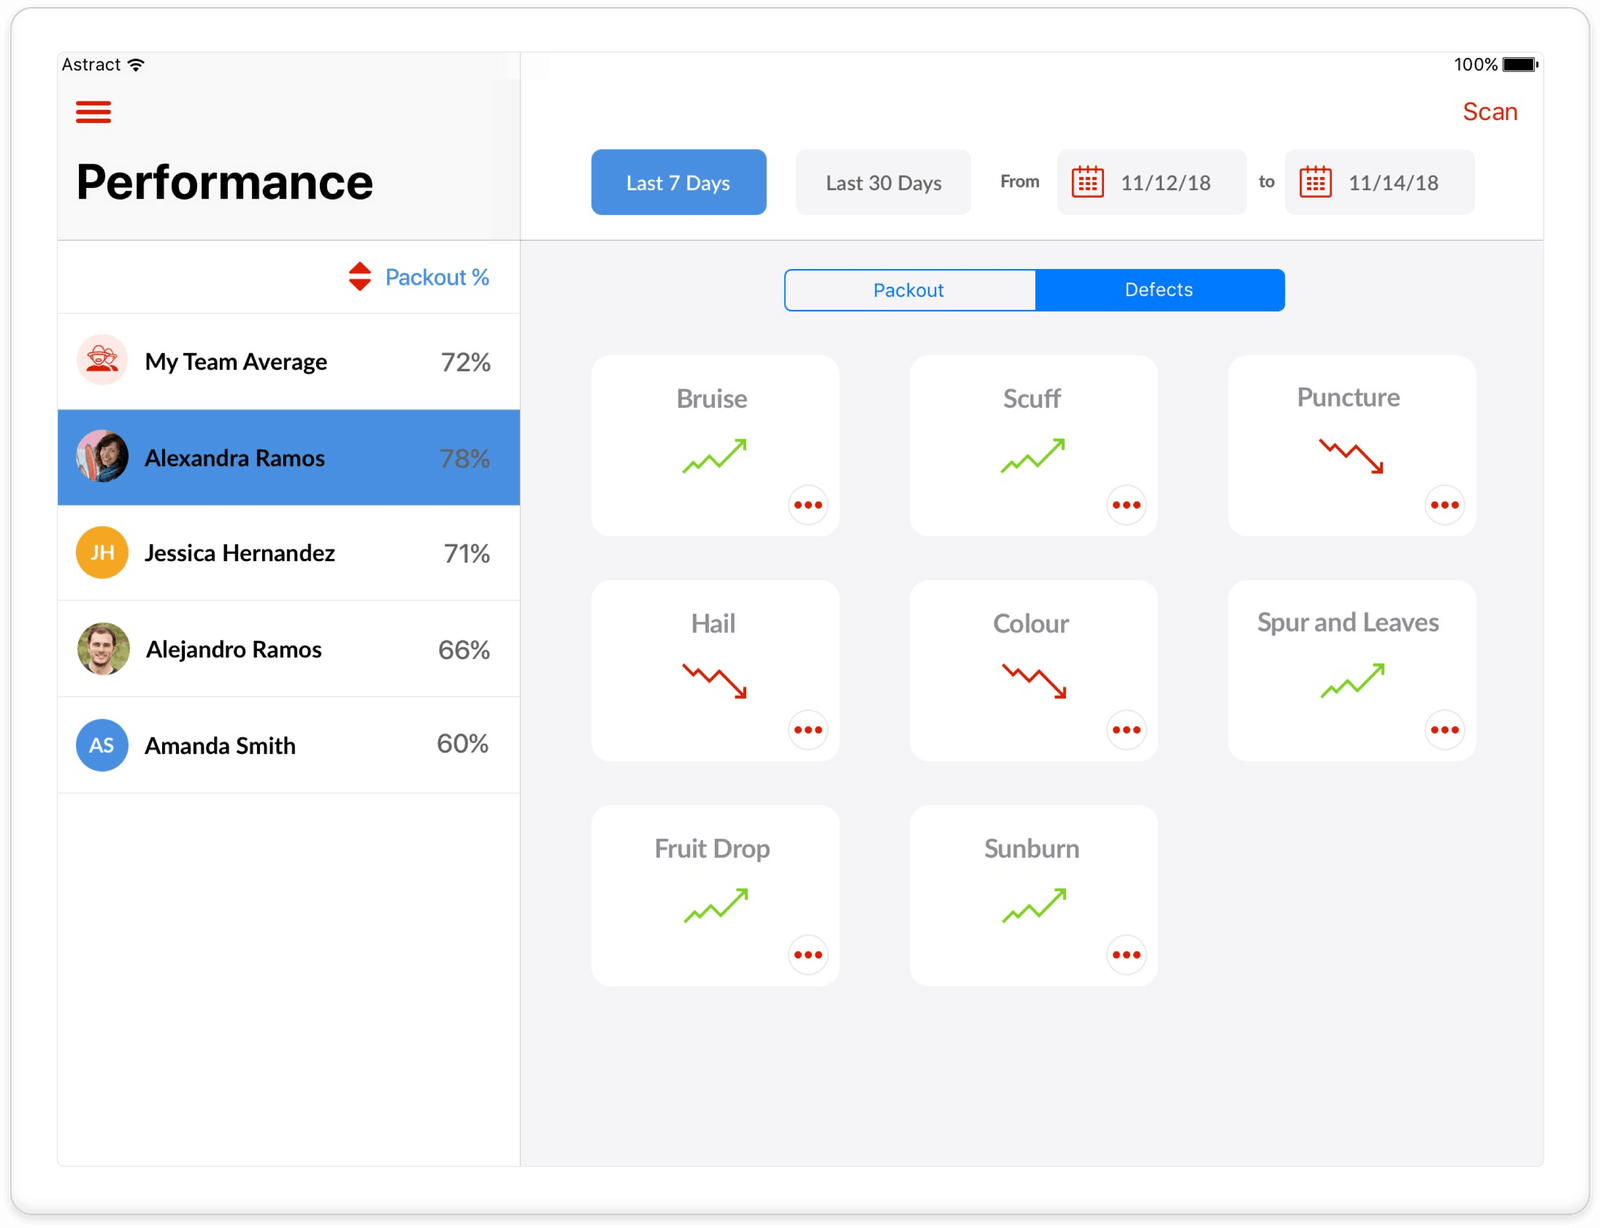 Astract
100%
Scan
Performance
Last 7 Days
Last 30 Days
From
11/12/18
to
11/14/18
Packout %
My Team Average
72%
Alexandra Ramos
78%
JH
Jessica Hernandez
71%
Alejandro Ramos
66%
AS
Amanda Smith
60%
Packout
Defects
Bruise
Scuff
Puncture
Hail
Colour
Spur and Leaves
Fruit Drop
Sunburn